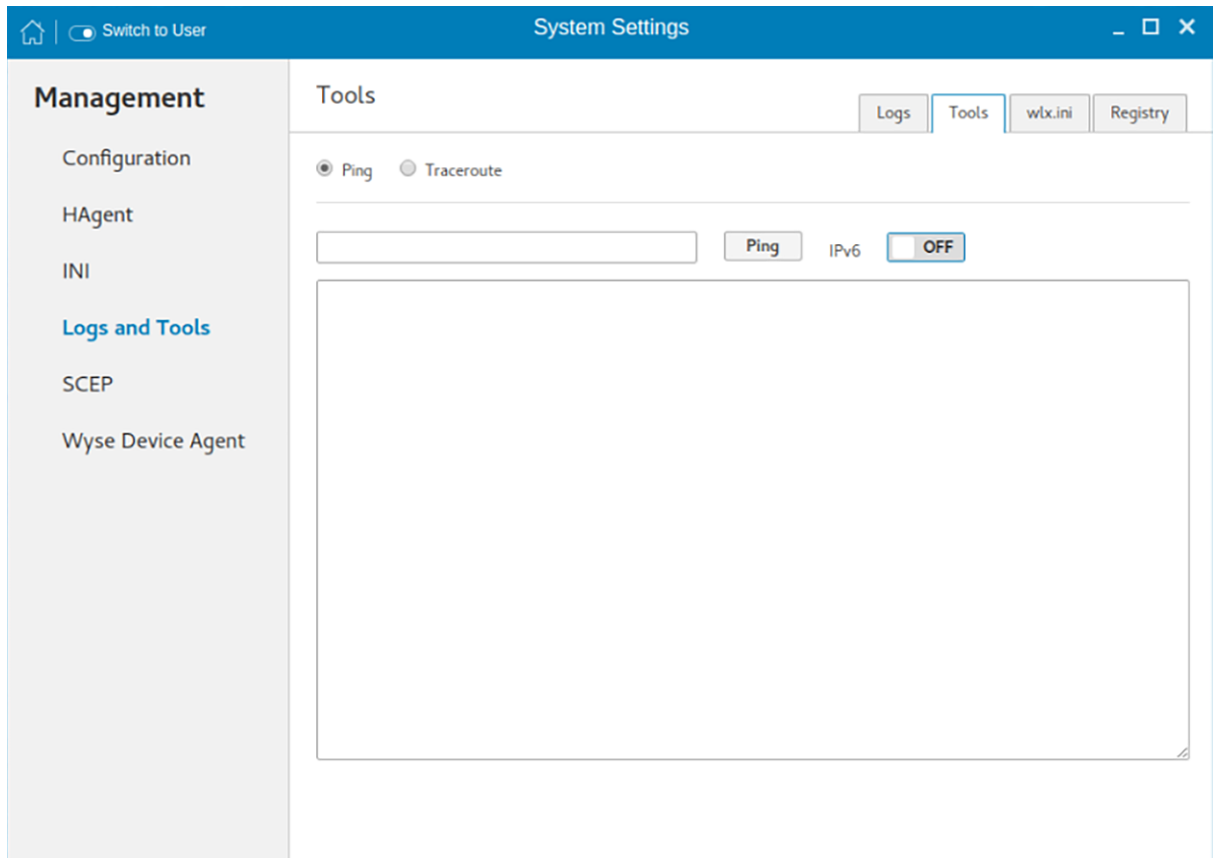 Switch to User
System Settings
Management
Configuration
HAgent
INI
Logs and Tools
SCEP
Wyse Device Agent
Tools
Logs
Tools
wlx.ini
Registry
Ping
Traceroute
Ping
IPv6
OFF